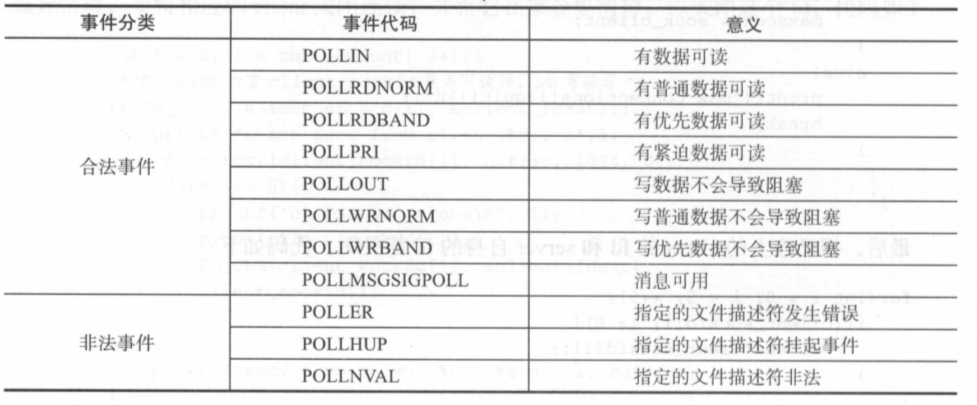 事件分类 事件代码 意义
POLLIN 有数据可读
POLLRDNORM 有普通数据可读
POLLRDBAND 有优先数据可读
合法事件 POLLPRI 有紧迫数据可读
POLLOUT 写数据不会导致阻塞
POLLWRNORM 写普通数据不会导致阻塞
POLLWRBAND 写优先数据不会导致阻塞
POLLMSGSIGPOLL 消息可用
POLLER 指定的文件描述符发生错误
非法事件 POLLHUP 指定的文件描述符挂起事件
POLLNVAL 指定的文件描述符非法